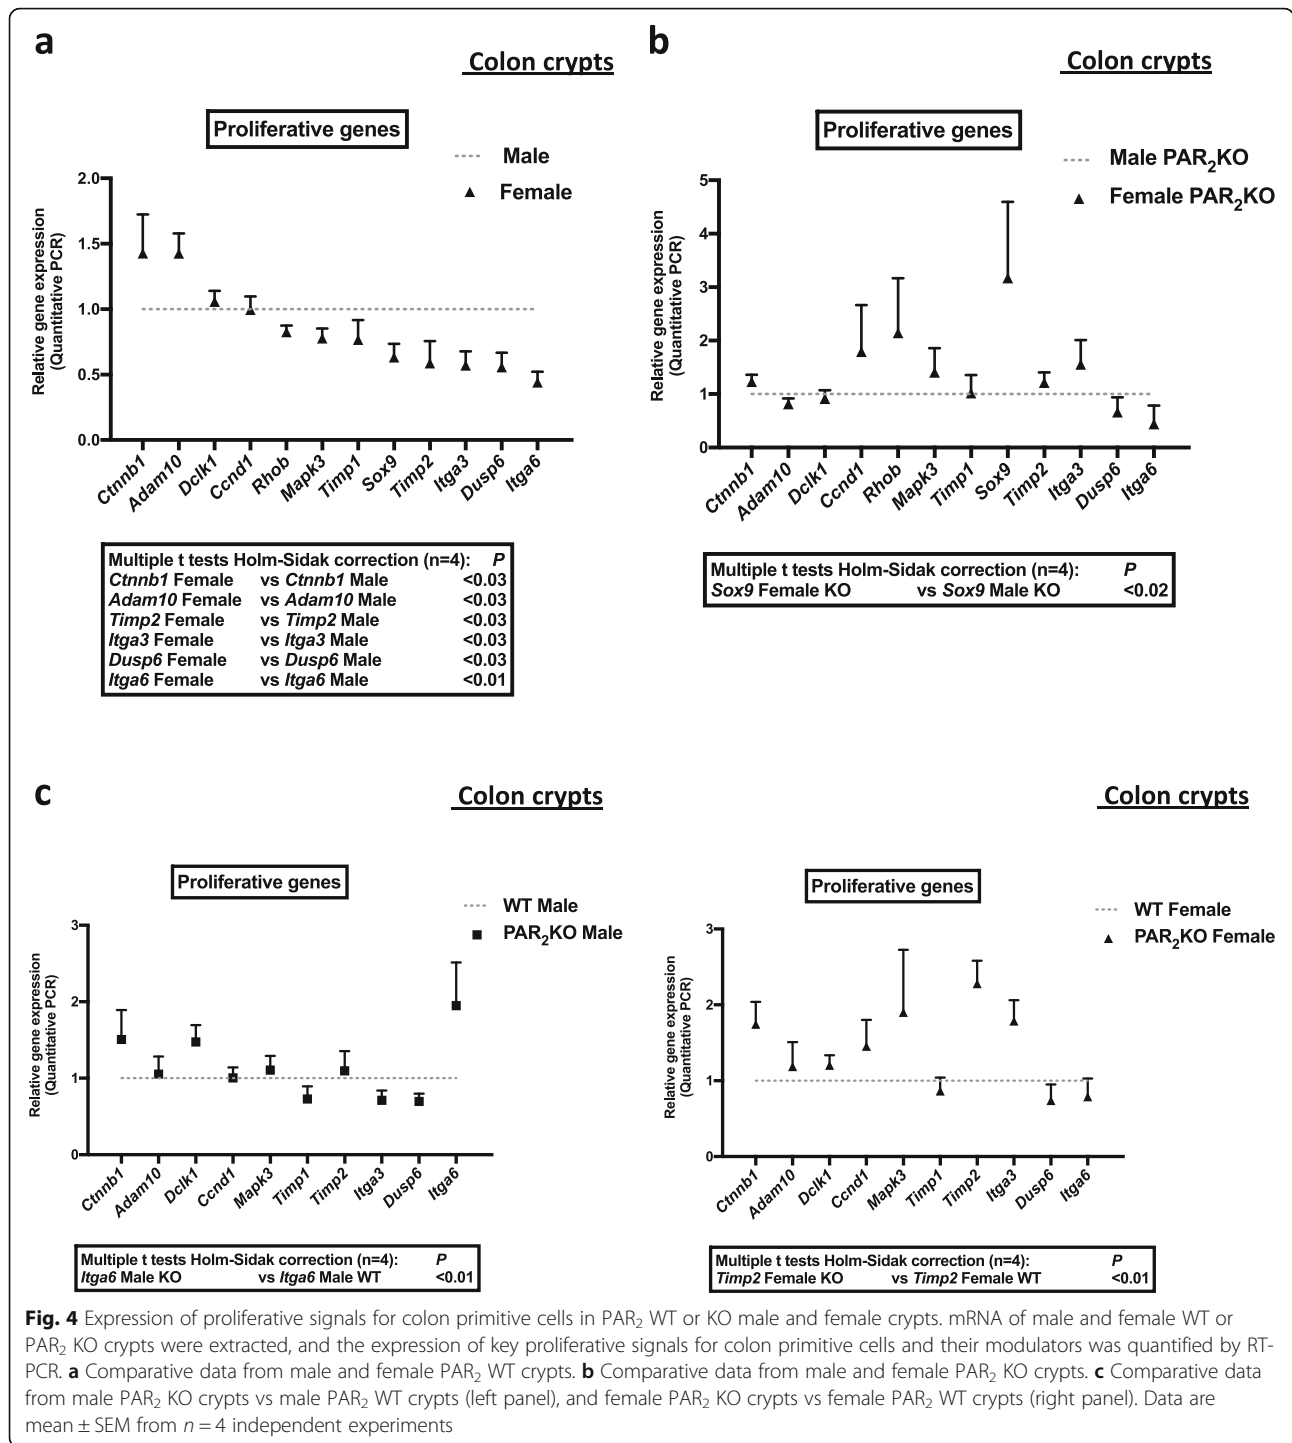 a
Colon crypts
Proliferative genes
Male
Female
Relative gene expression
(Quantitative PCR)
2.0
1.5
1.0
0.5
0.0
Ctnnb1
Adam10
Dclk1
Ccnd1
Rhob
Mapk3
Timp1
Sox9
Timp2
Itga3
Dusp6
Itga6
Multiple t tests Holm-Sidak correction (n=4): P
Ctnnb1 Female vs Ctnnb1 Male <0.03
Adam10 Female vs Adam10 Male <0.03
Timp2 Female vs Timp2 Male <0.03
Itga3 Female vs Itga3 Male <0.03
Dusp6 Female vs Dusp6 Male <0.03
Itga6 Female vs Itga6 Male <0.01
b
Colon crypts
Proliferative genes
Male PAR₂KO
Female PAR₂KO
Relative gene expression
(Quantitative PCR)
5
4
3
2
1
0
Ctnnb1
Adam10
Dclk1
Ccnd1
Rhob
Mapk3
Timp1
Sox9
Timp2
Itga3
Dusp6
Itga6
Multiple t tests Holm-Sidak correction (n=4): P
Sox9 Female KO vs Sox9 Male KO <0.02
c
Colon crypts
Proliferative genes
WT Male
PAR₂KO Male
Relative gene expression
(Quantitative PCR)
3
2
1
0
Ctnnb1
Adam10
Dclk1
Ccnd1
Mapk3
Timp1
Timp2
Itga3
Dusp6
Itga6
Multiple t tests Holm-Sidak correction (n=4): P
Itga6 Male KO vs Itga6 Male WT <0.01
Colon crypts
Proliferative genes
WT Female
PAR₂KO Female
Relative gene expression
(Quantitative PCR)
3
2
1
0
Ctnnb1
Adam10
Dclk1
Ccnd1
Mapk3
Timp1
Timp2
Itga3
Dusp6
Itga6
Multiple t tests Holm-Sidak correction (n=4): P
Timp2 Female KO vs Timp2 Female WT <0.01
Fig. 4 Expression of proliferative signals for colon primitive cells in PAR₂ WT or KO male and female crypts. mRNA of male and female WT or
PAR₂ KO crypts were extracted, and the expression of key proliferative signals for colon primitive cells and their modulators was quantified by RT-
PCR. a Comparative data from male and female PAR₂ WT crypts. b Comparative data from male and female PAR₂ KO crypts. c Comparative data
from male PAR₂ KO crypts vs male PAR₂ WT crypts (left panel), and female PAR₂ KO crypts vs female PAR₂ WT crypts (right panel). Data are
mean ± SEM from n = 4 independent experiments